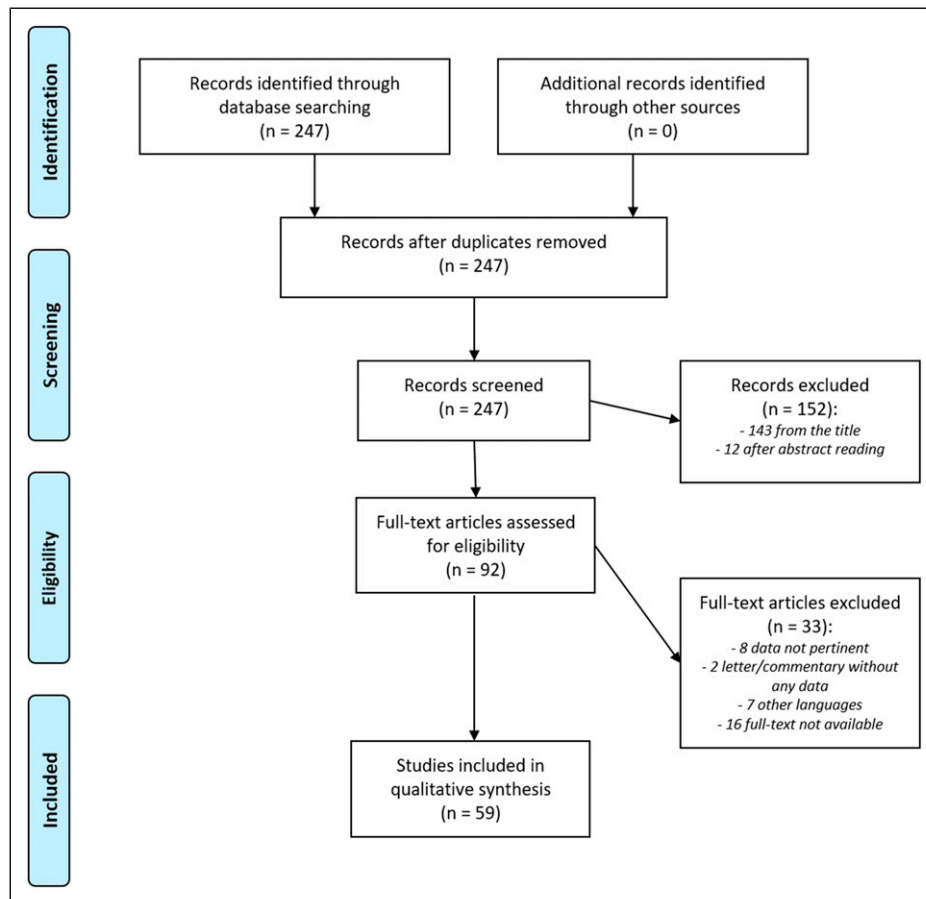 Identification
Records identified through
database searching
(n = 247)
Additional records identified
through other sources
(n = 0)
Records after duplicates removed
(n = 247)
Screening
Records screened
(n = 247)
Records excluded
(n = 152):
- 143 from the title
- 12 after abstract reading
Eligibility
Full-text articles assessed
for eligibility
(n = 92)
Full-text articles excluded
(n = 33):
- 8 data not pertinent
- 2 letter/commentary without
any data
- 7 other languages
- 16 full-text not available
Included
Studies included in
qualitative synthesis
(n = 59)